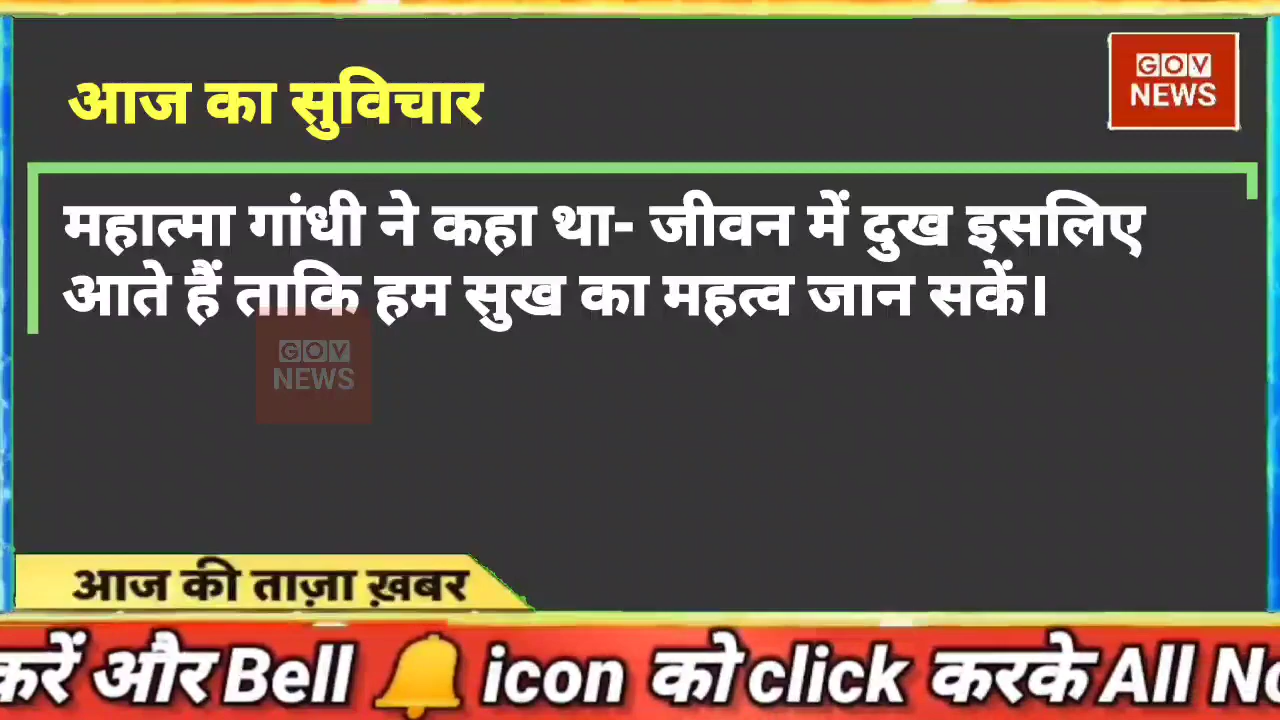 आज का सुविचार
GOV
NEWS
महात्मा गांधी ने कहा था- जीवन में दुख इसलिए
आते हैं ताकि हम सुख का महत्व जान सकें।
GOV
NEWS
आज की ताज़ा ख़बर
करें और Bell icon को click करके All